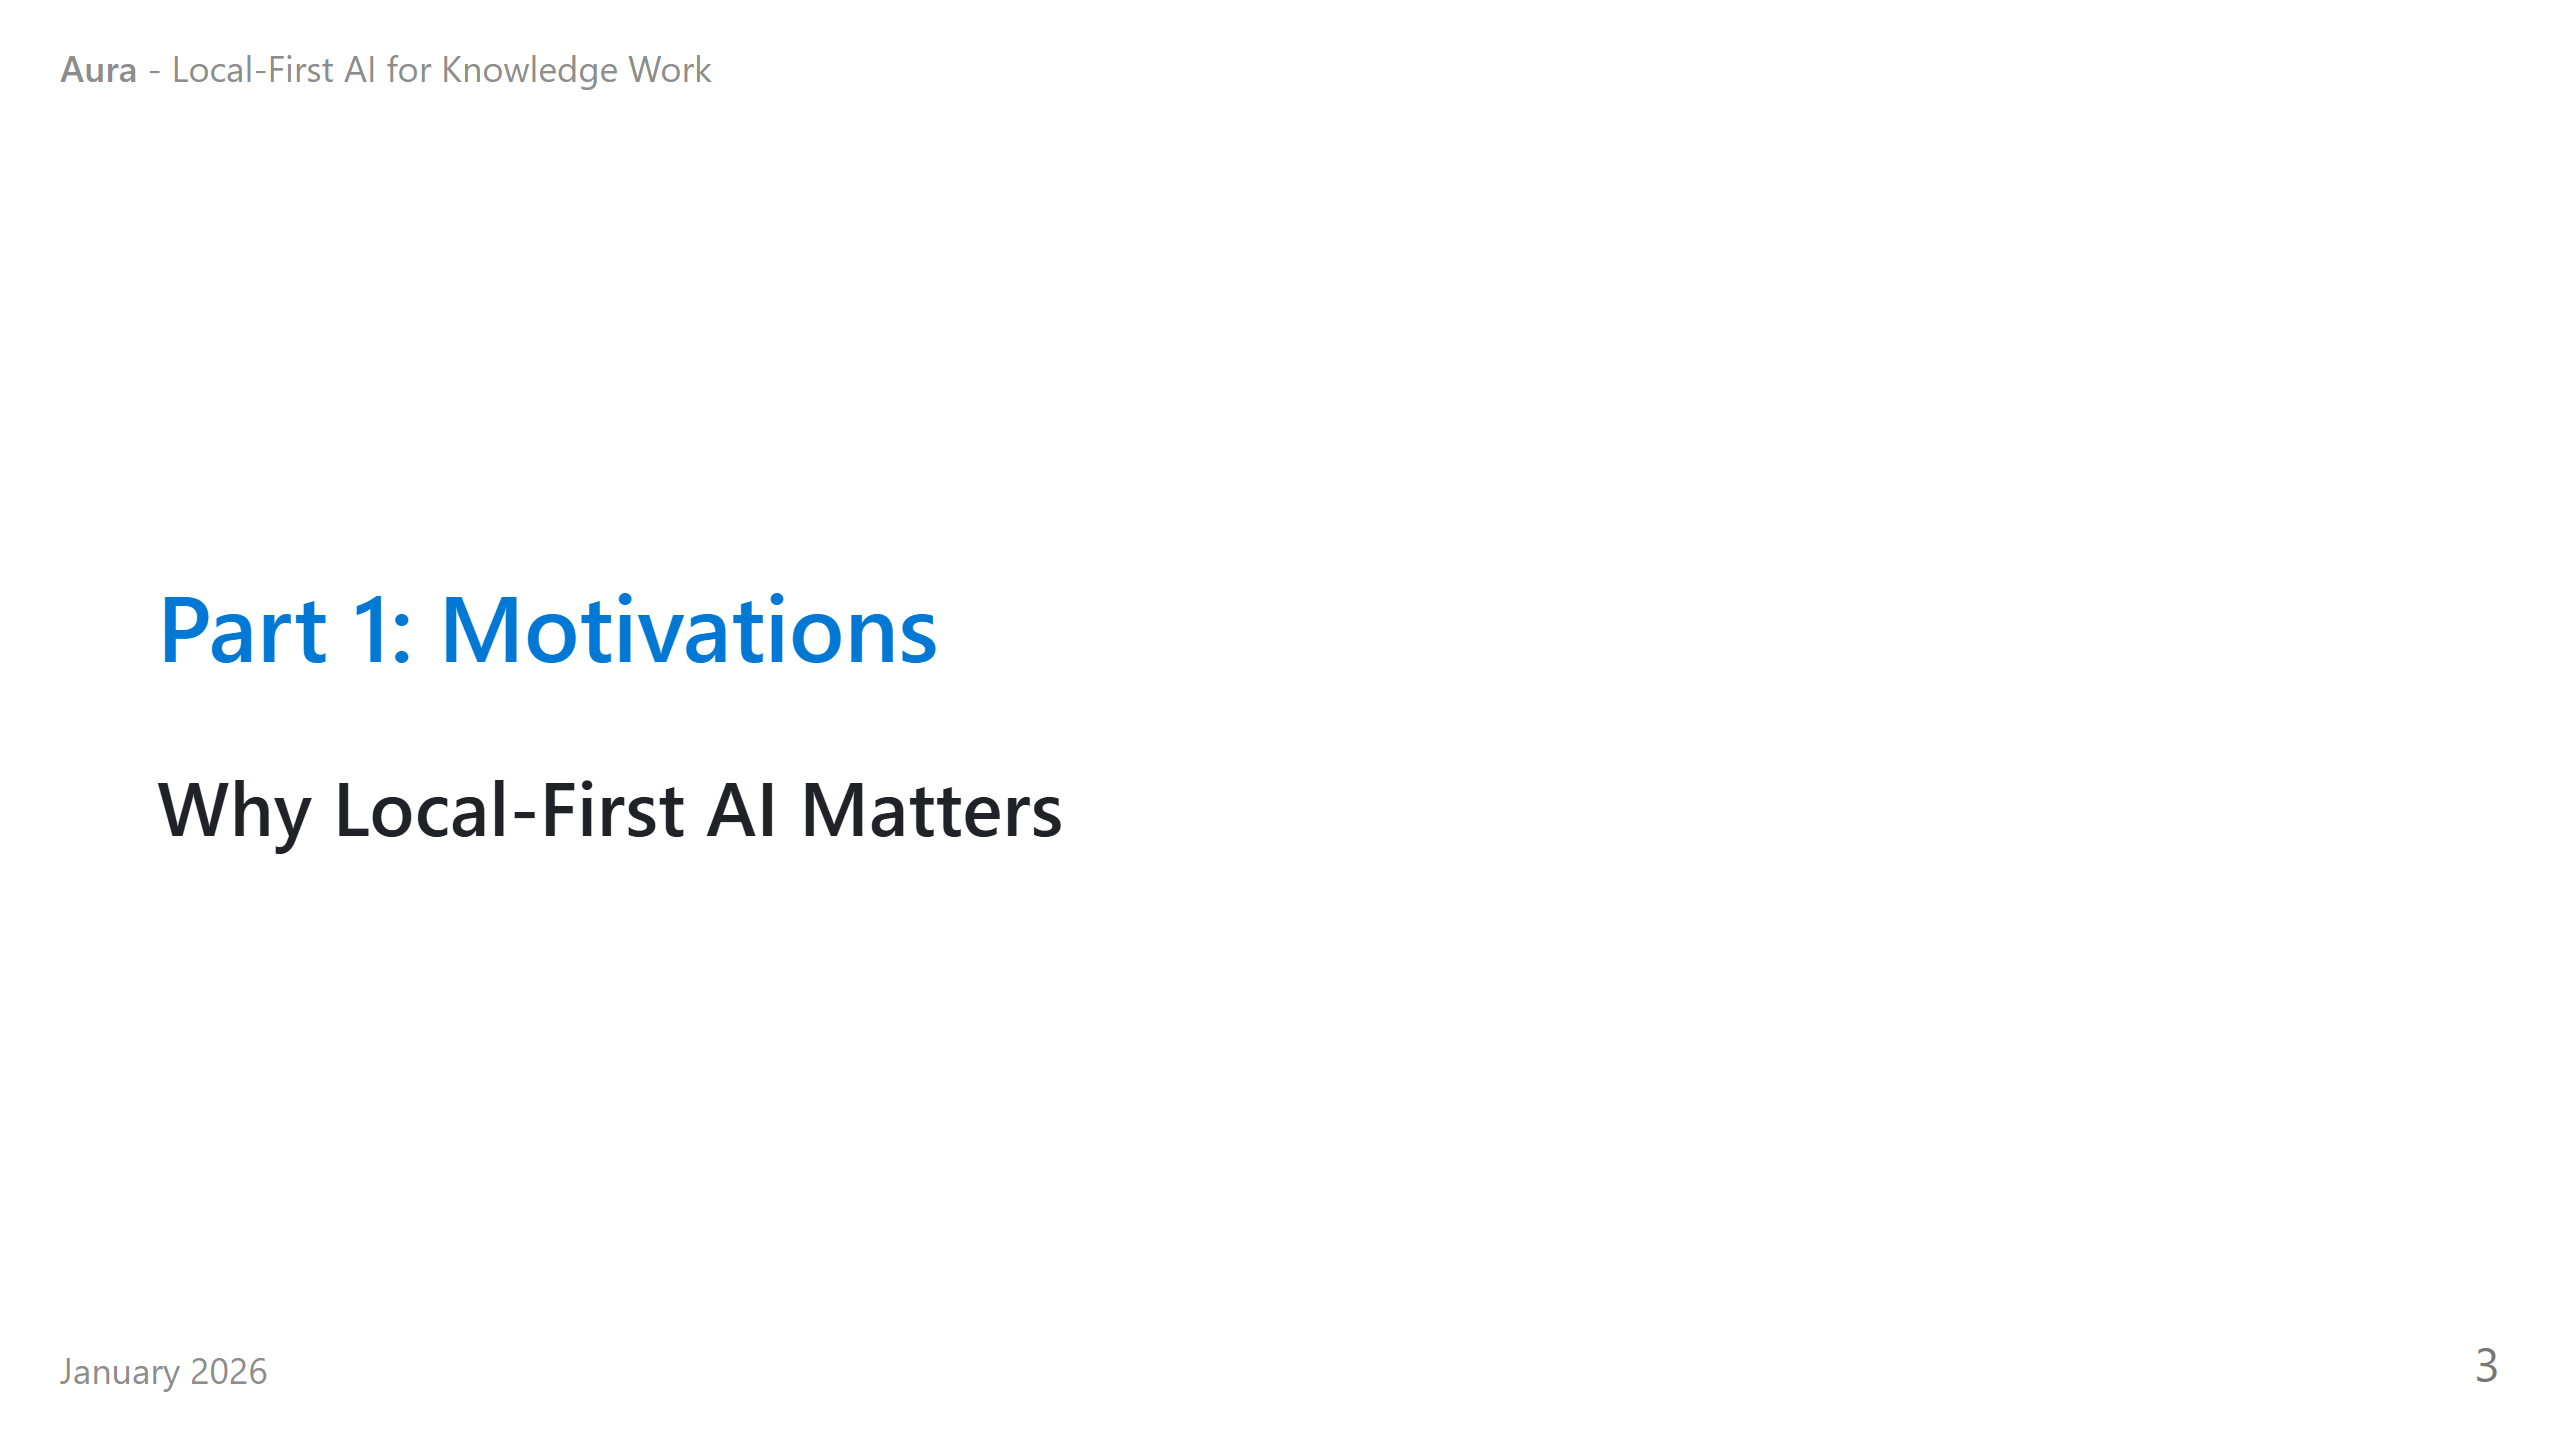 Aura - Local-First AI for Knowledge Work
Part 1: Motivations
Why Local-First AI Matters
January 2026
3